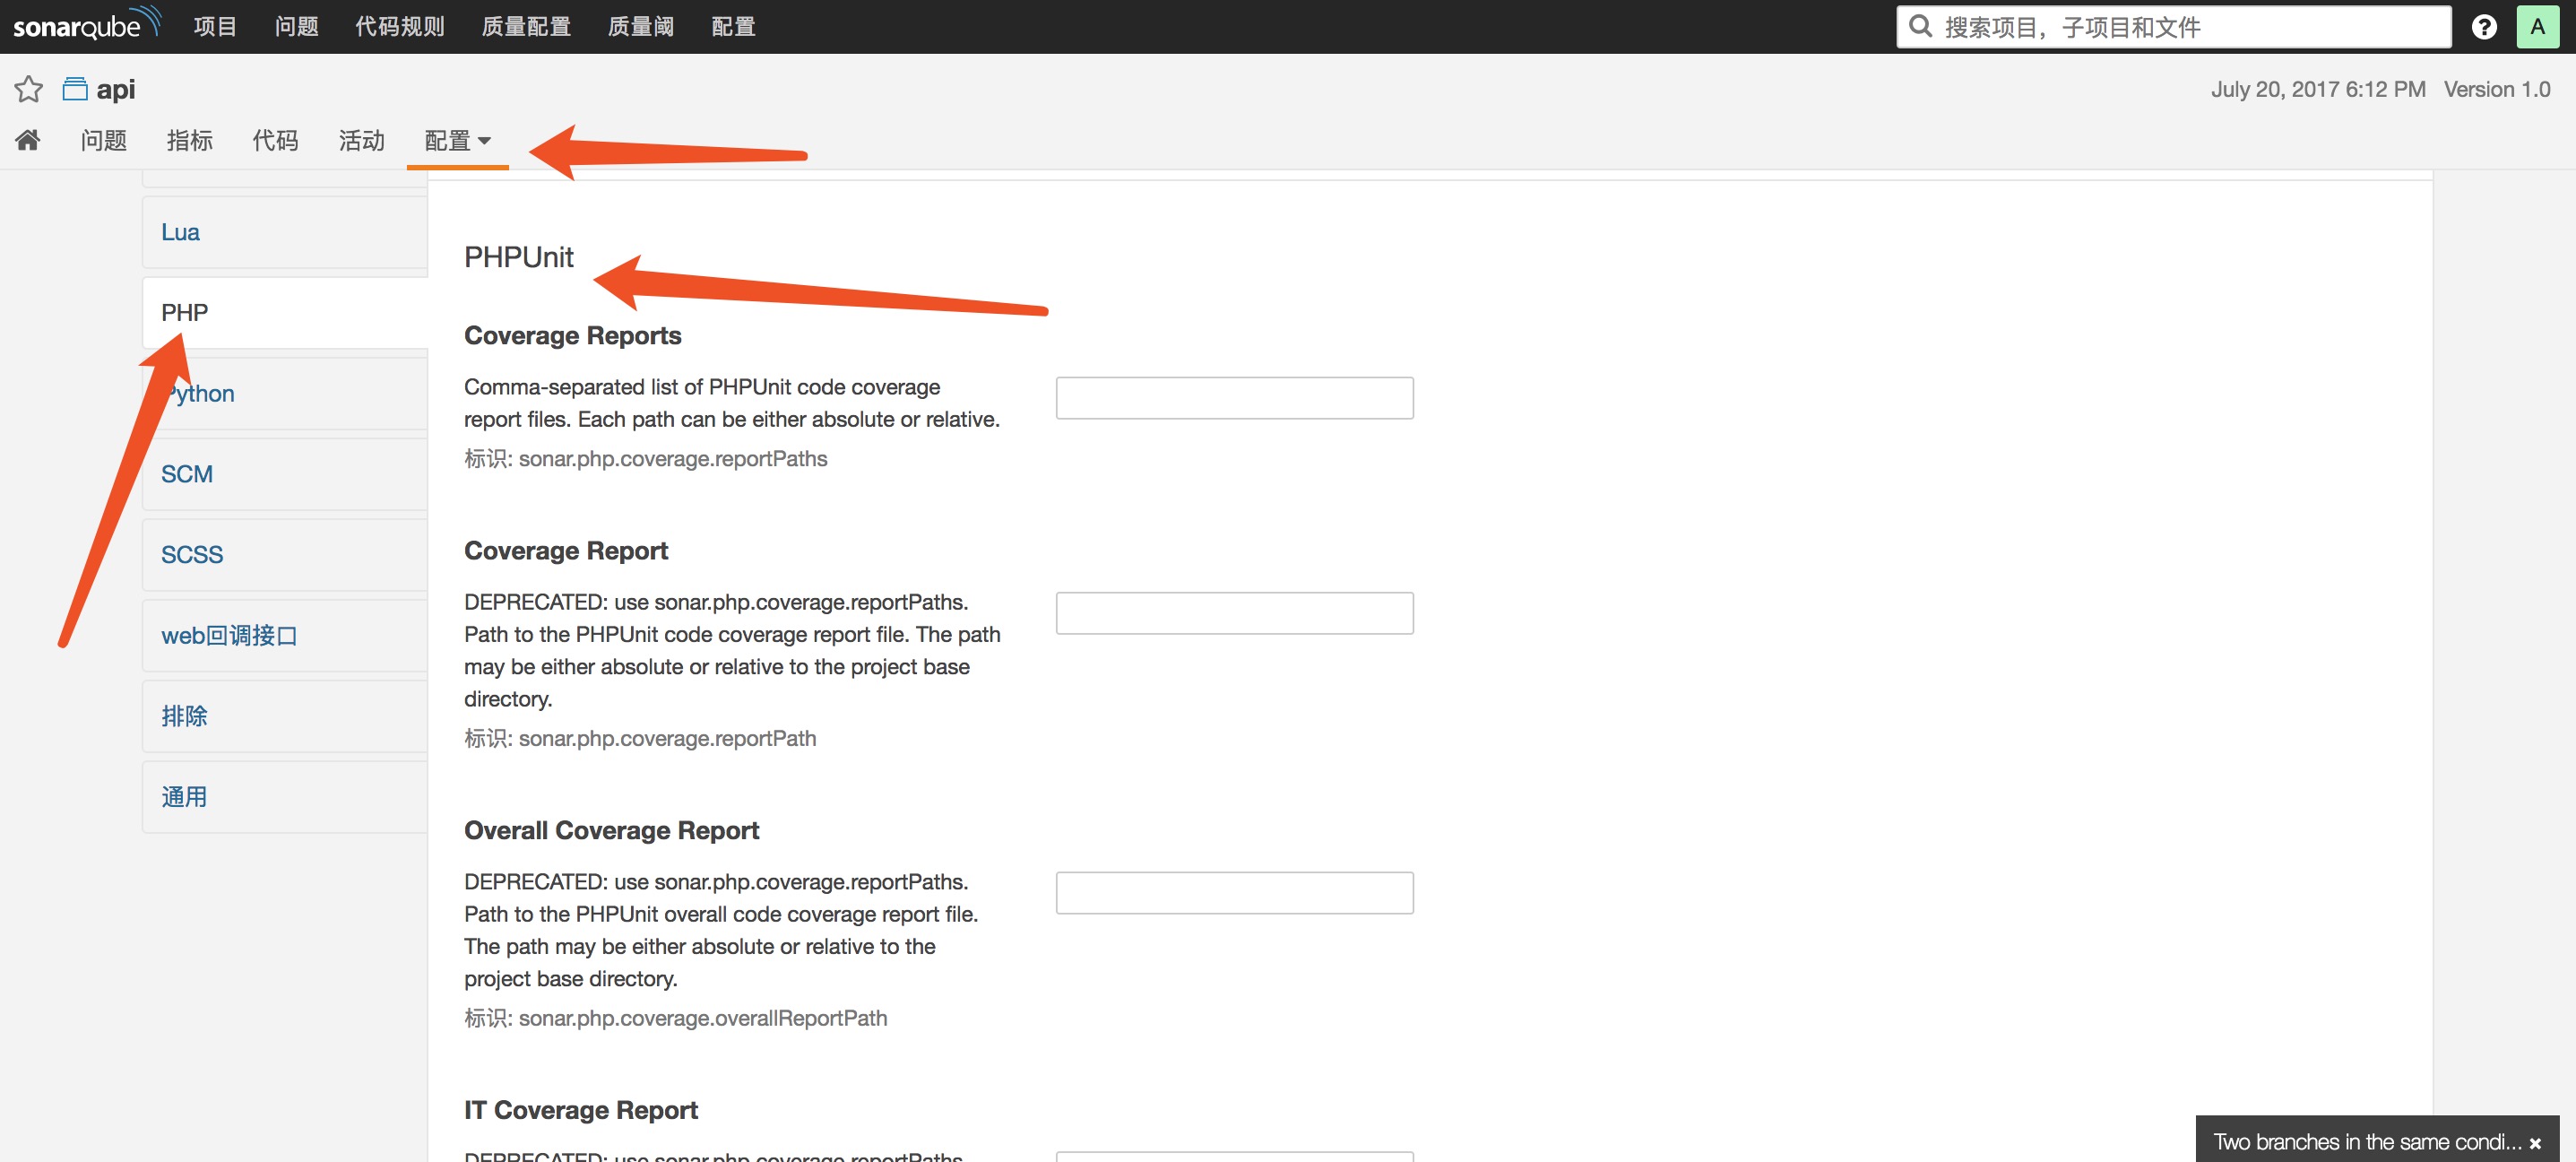 sonarqube 项目 问题 代码规则 质量配置 质量阈 配置 搜索项目，子项目和文件 ? A
api July 20, 2017 6:12 PM Version 1.0
问题 指标 代码 活动 配置
Lua
PHP
Python
SCM
SCSS
web回调接口
排除
通用
PHPUnit
Coverage Reports
Comma-separated list of PHPUnit code coverage
report files. Each path can be either absolute or relative.
标识: sonar.php.coverage.reportPaths
Coverage Report
DEPRECATED: use sonar.php.coverage.reportPaths.
Path to the PHPUnit code coverage report file. The path
may be either absolute or relative to the project base
directory.
标识: sonar.php.coverage.reportPath
Overall Coverage Report
DEPRECATED: use sonar.php.coverage.reportPaths.
Path to the PHPUnit overall code coverage report file.
The path may be either absolute or relative to the
project base directory.
标识: sonar.php.coverage.overallReportPath
IT Coverage Report
DEPRECATED: use sonar.php.coverage.reportPaths.
Two branches in the same condi... ×